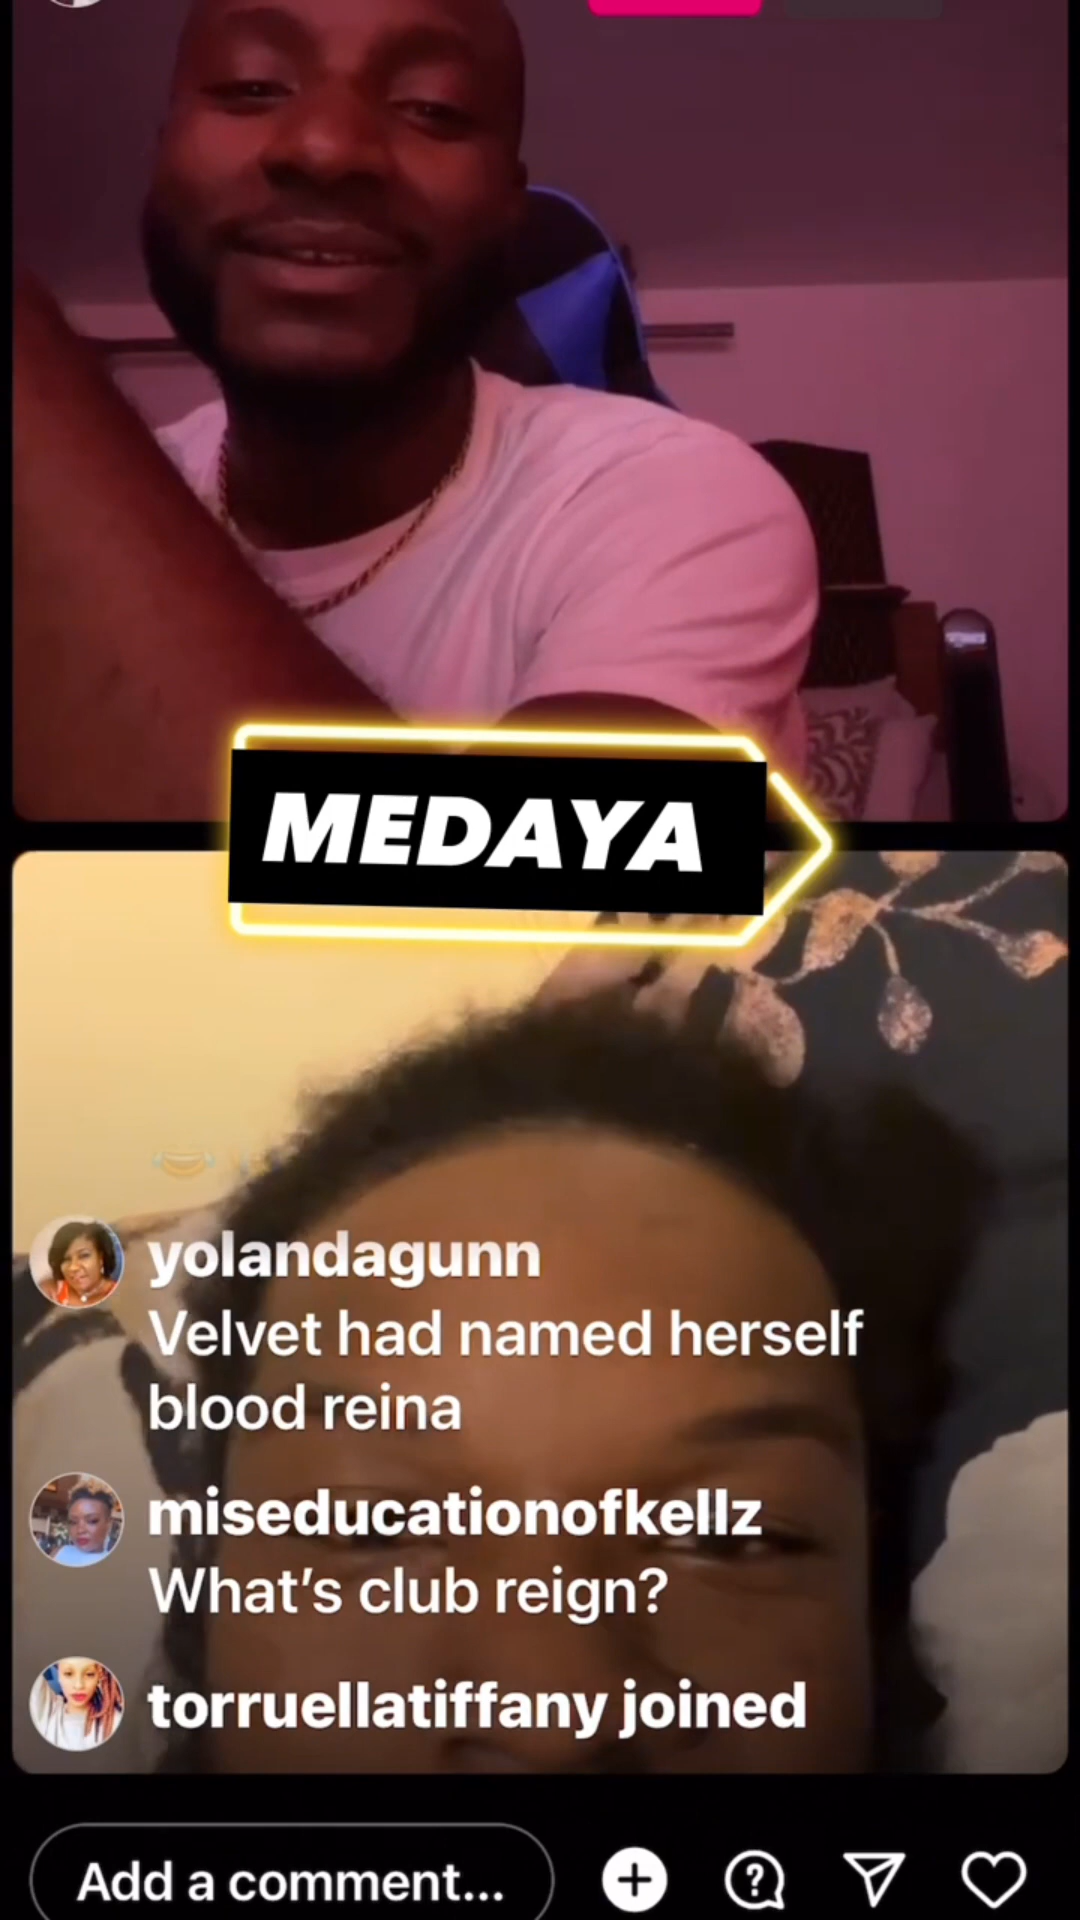 MEDAYA
yolandagunn
Velvet had named herself
blood reina
miseducationofkellz
What's club reign?
torruellatiffany joined
Add a comment...